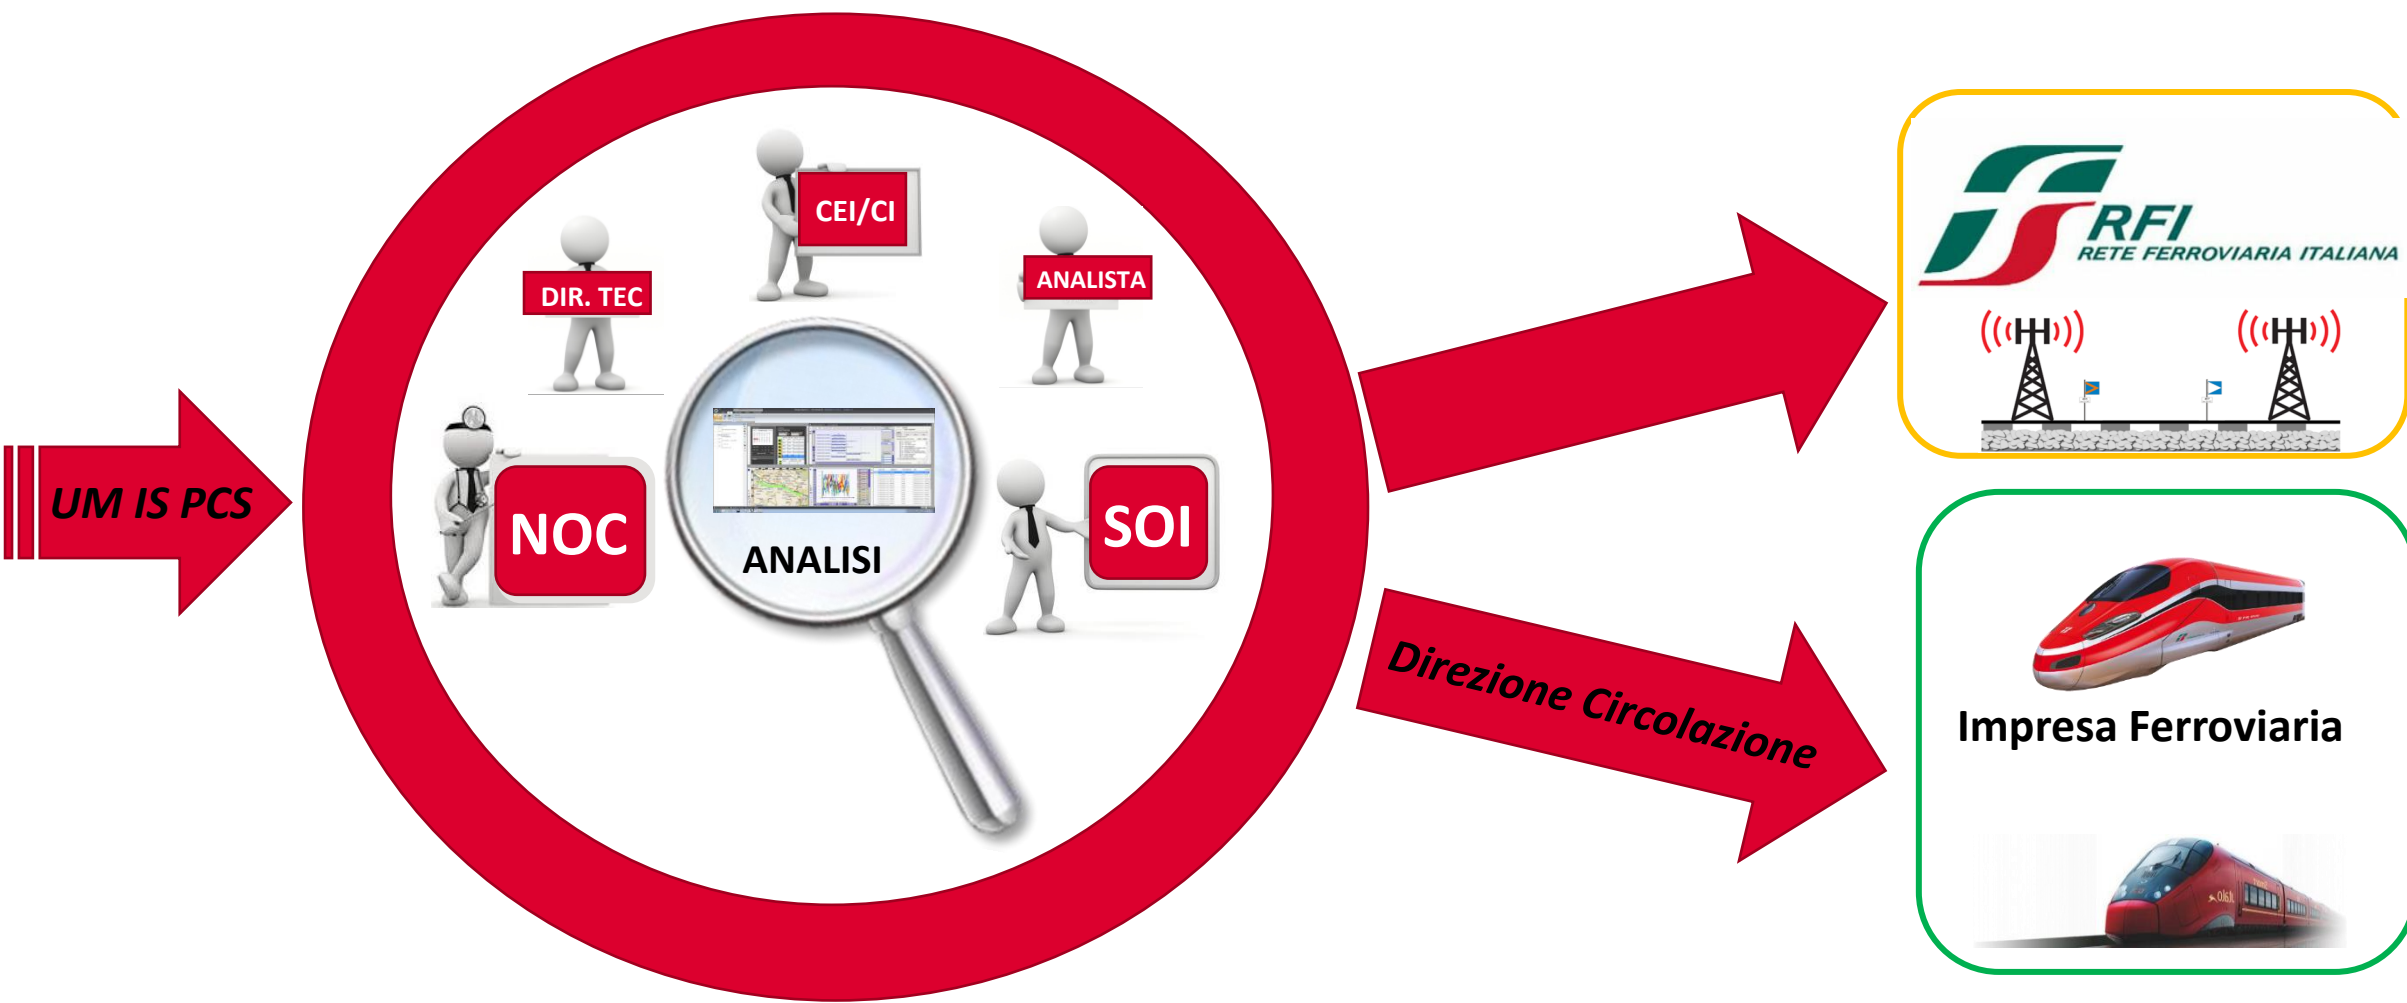 UM IS PCS
CEI/CI
DIR. TEC
ANALISTA
NOC
SOI
ANALISI
Direzione Circolazione
RFI
RETE FERROVIARIA ITALIANA
Impresa Ferroviaria